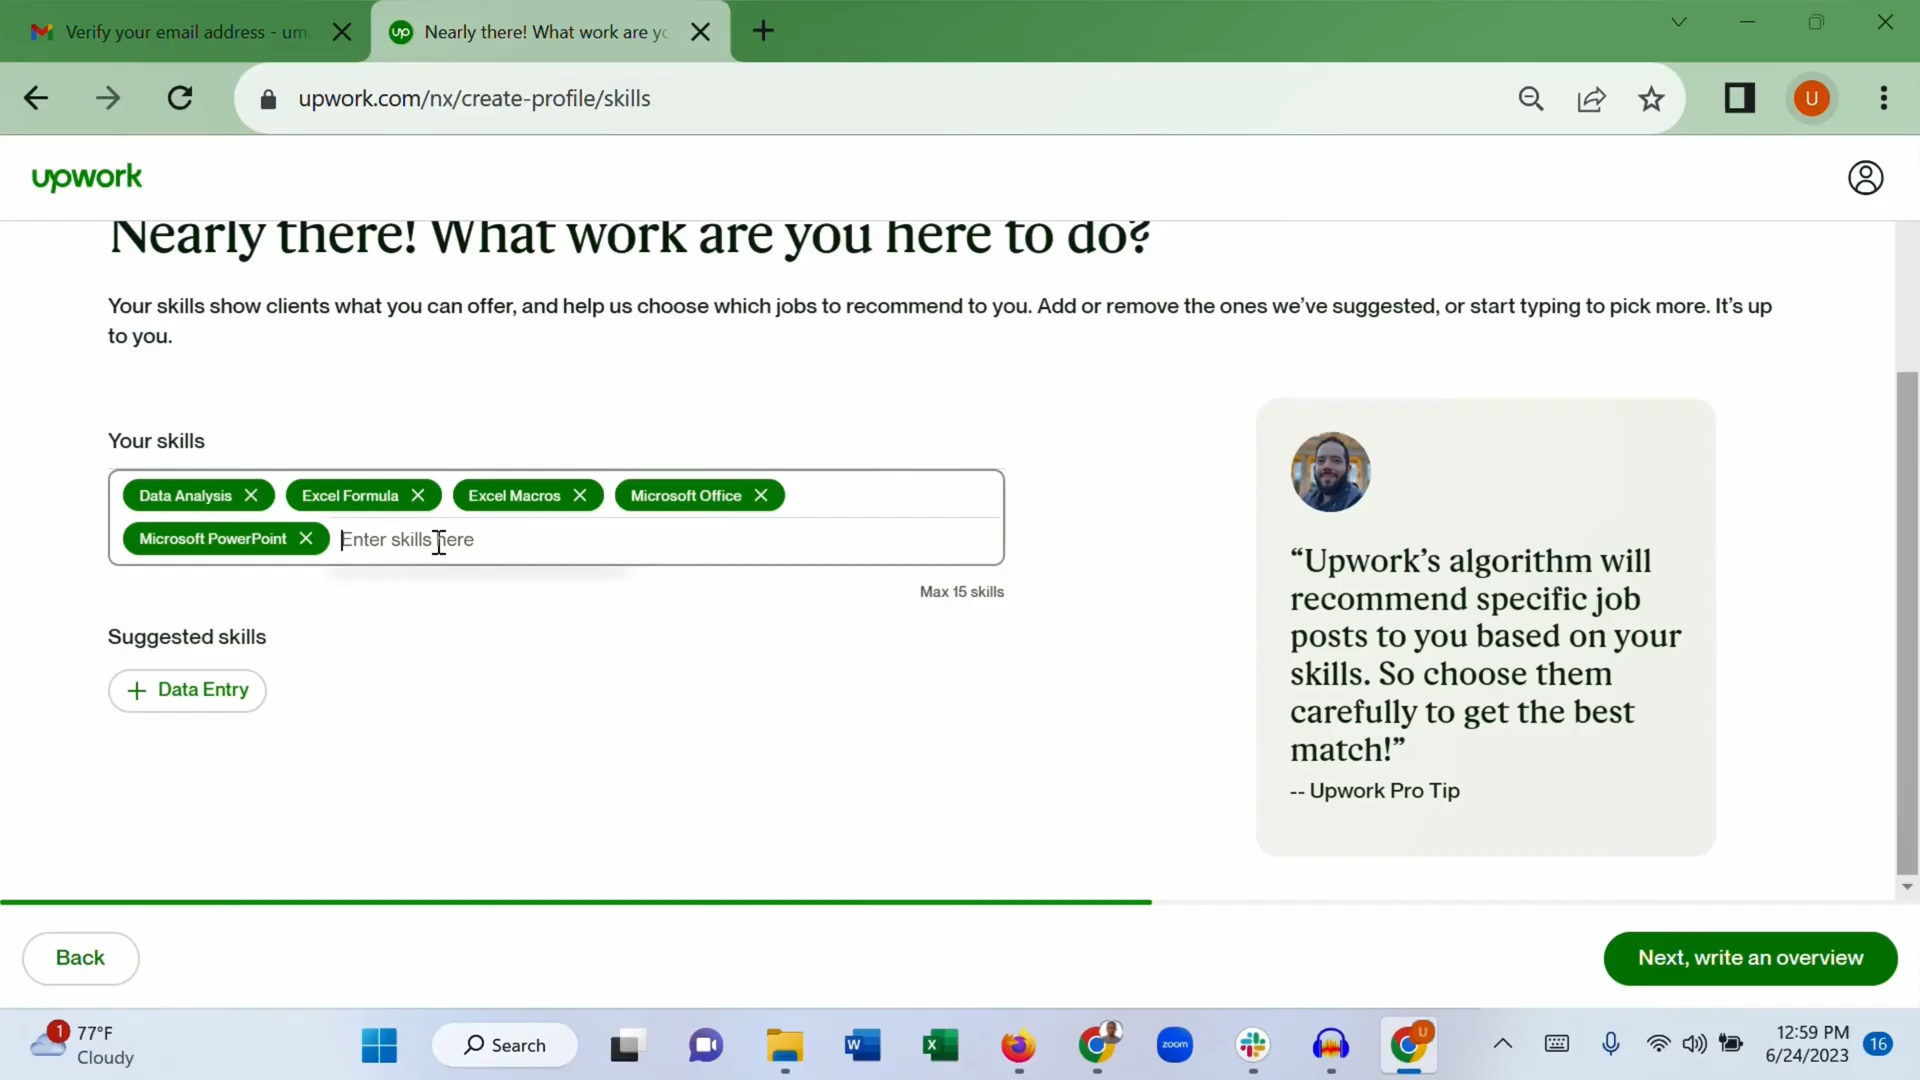 Verify your email address - um
Nearly there! What work are yo
upwork.com/nx/create-profile/skills
U
upwork
Nearly there! What work are you here to do?
Your skills show clients what you can offer, and help us choose which jobs to recommend to you. Add or remove the ones we’ve suggested, or start typing to pick more. It’s up
to you.
Your skills
Data Analysis
Excel Formula
Excel Macros
Microsoft Office
Microsoft PowerPoint
Enter skills here
Max 15 skills
Suggested skills
+ Data Entry
“Upwork’s algorithm will
recommend specific job
posts to you based on your
skills. So choose them
carefully to get the best
match!”
-- Upwork Pro Tip
Back
Next, write an overview
1
77°F
Cloudy
Search
W
X
zoom
U
12:59 PM
6/24/2023
16